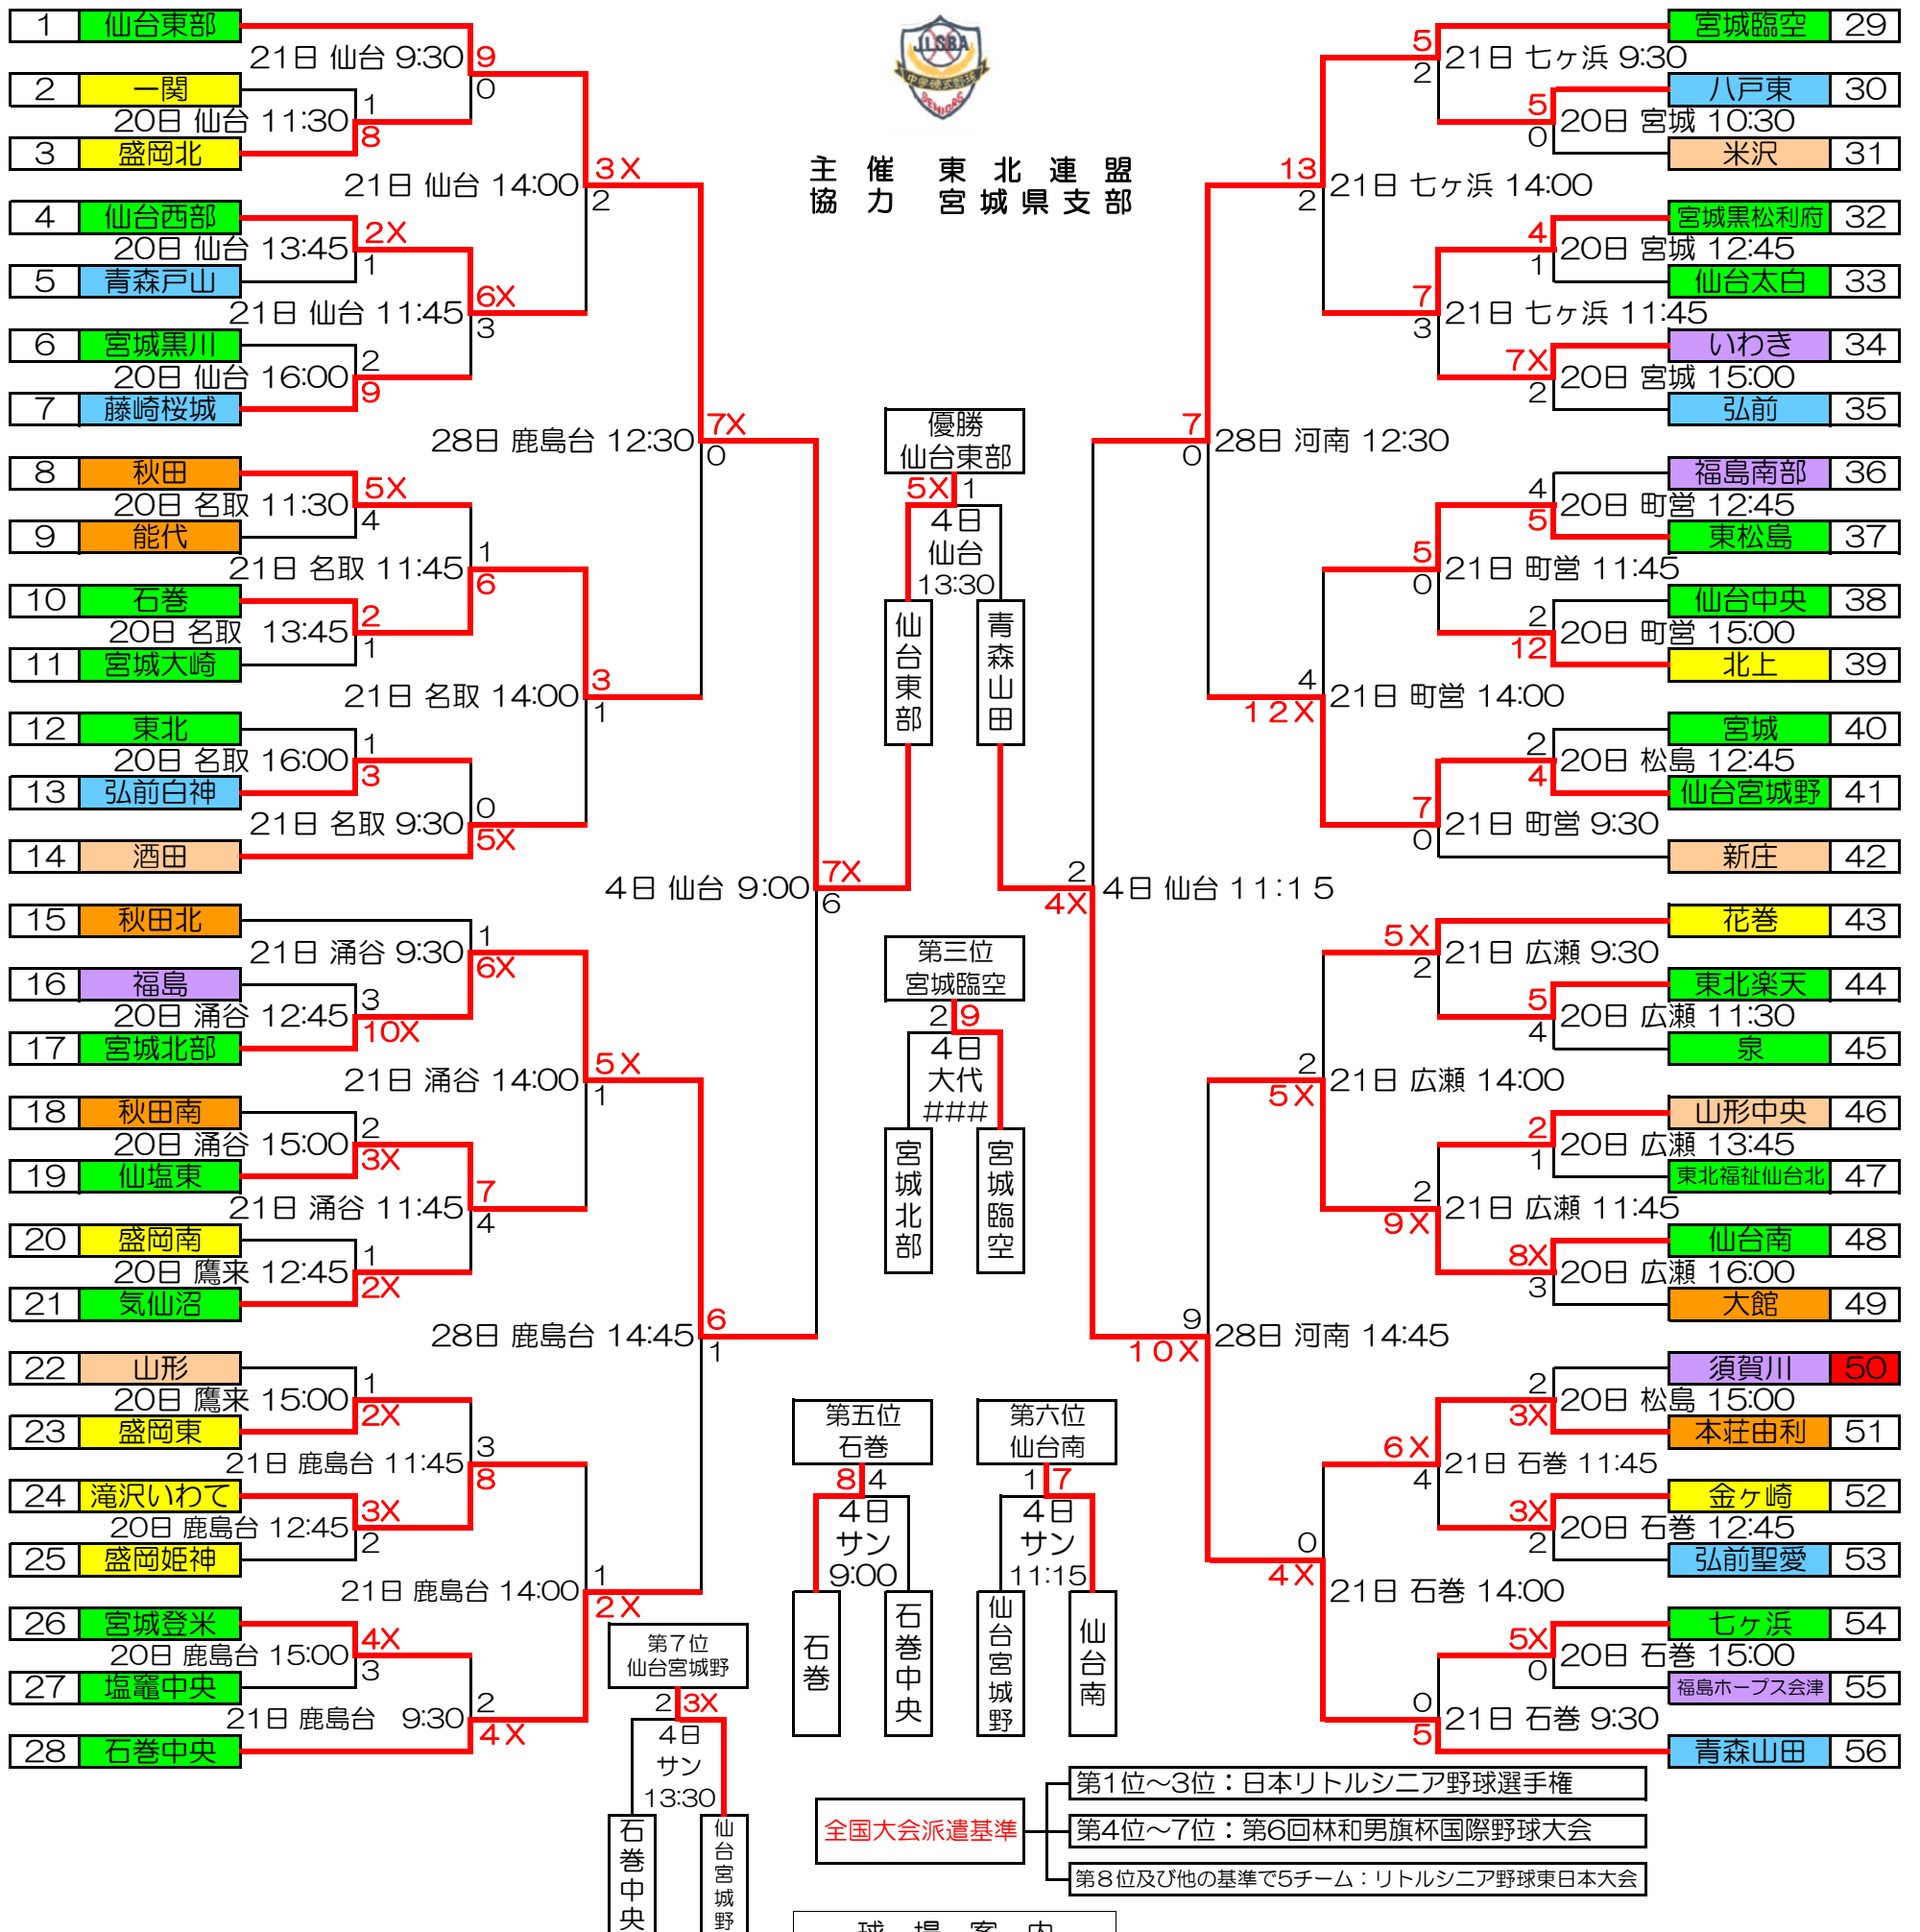 JLSBA
中学硬式野球
SENIORS
主 催 東 北 連 盟
協 力 宮 城 県 支 部
1 仙台東部
21日 仙台 9:30
9
0
2 一関
20日 仙台 11:30
1
8
3 盛岡北
21日 仙台 14:00
3X
2
4 仙台西部
20日 仙台 13:45
2X
1
5 青森戸山
21日 仙台 11:45
6X
3
6 宮城黒川
20日 仙台 16:00
2
9
7 藤崎桜城
28日 鹿島台 12:30
7X
0
8 秋田
20日 名取 11:30
5X
4
9 能代
21日 名取 11:45
1
6
10 石巻
20日 名取 13:45
2
1
11 宮城大崎
21日 名取 14:00
3
1
12 東北
20日 名取 16:00
1
3
13 弘前白神
21日 名取 9:30
0
5X
14 酒田
4日 仙台 9:00
7X
6
15 秋田北
21日 涌谷 9:30
1
6X
16 福島
20日 涌谷 12:45
3
10X
17 宮城北部
21日 涌谷 14:00
5X
1
18 秋田南
20日 涌谷 15:00
2
3X
19 仙塩東
21日 涌谷 11:45
7
4
20 盛岡南
20日 鷹来 12:45
1
2X
21 気仙沼
28日 鹿島台 14:45
6
1
22 山形
20日 鷹来 15:00
1
2X
23 盛岡東
21日 鹿島台 11:45
3
8
24 滝沢いわて
20日 鹿島台 12:45
3X
2
25 盛岡姫神
21日 鹿島台 14:00
1
2X
26 宮城登米
20日 鹿島台 15:00
4X
3
27 塩竈中央
21日 鹿島台 9:30
2
4X
28 石巻中央
優勝
仙台東部
5X 1
4日
仙台
13:30
仙台東部
青森山田
第三位
宮城臨空
2 9
4日
大代
###
宮城北部
宮城臨空
第五位
石巻
8 4
4日
サン
9:00
石巻
石巻中央
第六位
仙台南
1 7
4日
サン
11:15
仙台宮城野
仙台南
第7位
仙台宮城野
2 3X
4日
サン
13:30
石巻中央
仙台宮城野
宮城臨空 29
5
2
21日 七ヶ浜 9:30
八戸東 30
5
0
20日 宮城 10:30
米沢 31
13
2
21日 七ヶ浜 14:00
宮城黒松利府 32
4
1
20日 宮城 12:45
仙台太白 33
7
3
21日 七ヶ浜 11:45
いわき 34
7X
2
20日 宮城 15:00
弘前 35
7
0
28日 河南 12:30
福島南部 36
4
5
20日 町営 12:45
東松島 37
5
0
21日 町営 11:45
仙台中央 38
2
12
20日 町営 15:00
北上 39
4
12X
21日 町営 14:00
宮城 40
2
4
20日 松島 12:45
仙台宮城野 41
7
0
21日 町営 9:30
新庄 42
2
4X
4日 仙台 11:15
花巻 43
5X
2
21日 広瀬 9:30
東北楽天 44
5
4
20日 広瀬 11:30
泉 45
2
5X
21日 広瀬 14:00
山形中央 46
2
1
20日 広瀬 13:45
東北福祉仙台北 47
2
9X
21日 広瀬 11:45
仙台南 48
8X
3
20日 広瀬 16:00
大館 49
9
10X
28日 河南 14:45
須賀川 50
2
3X
20日 松島 15:00
本荘由利 51
6X
4
21日 石巻 11:45
金ヶ崎 52
3X
2
20日 石巻 12:45
弘前聖愛 53
0
4X
21日 石巻 14:00
七ヶ浜 54
5X
0
20日 石巻 15:00
福島ホープス会津 55
0
5
21日 石巻 9:30
青森山田 56
全国大会派遣基準
第1位～3位：日本リトルシニア野球選手権
第4位～7位：第6回林和男旗杯国際野球大会
第8位及び他の基準で5チーム：リトルシニア野球東日本大会
球 場 案 内